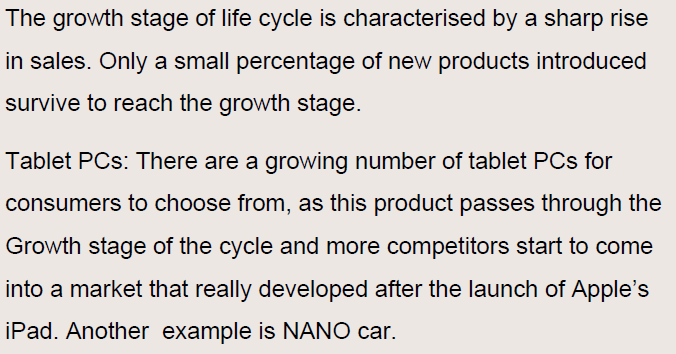 The growth stage of life cycle is characterised by a sharp rise
in sales. Only a small percentage of new products introduced
survive to reach the growth stage.
Tablet PCs: There are a growing number of tablet PCs for
consumers to choose from, as this product passes through the
Growth stage of the cycle and more competitors start to come
into a market that really developed after the launch of Apple’s
iPad. Another  example is NANO car.